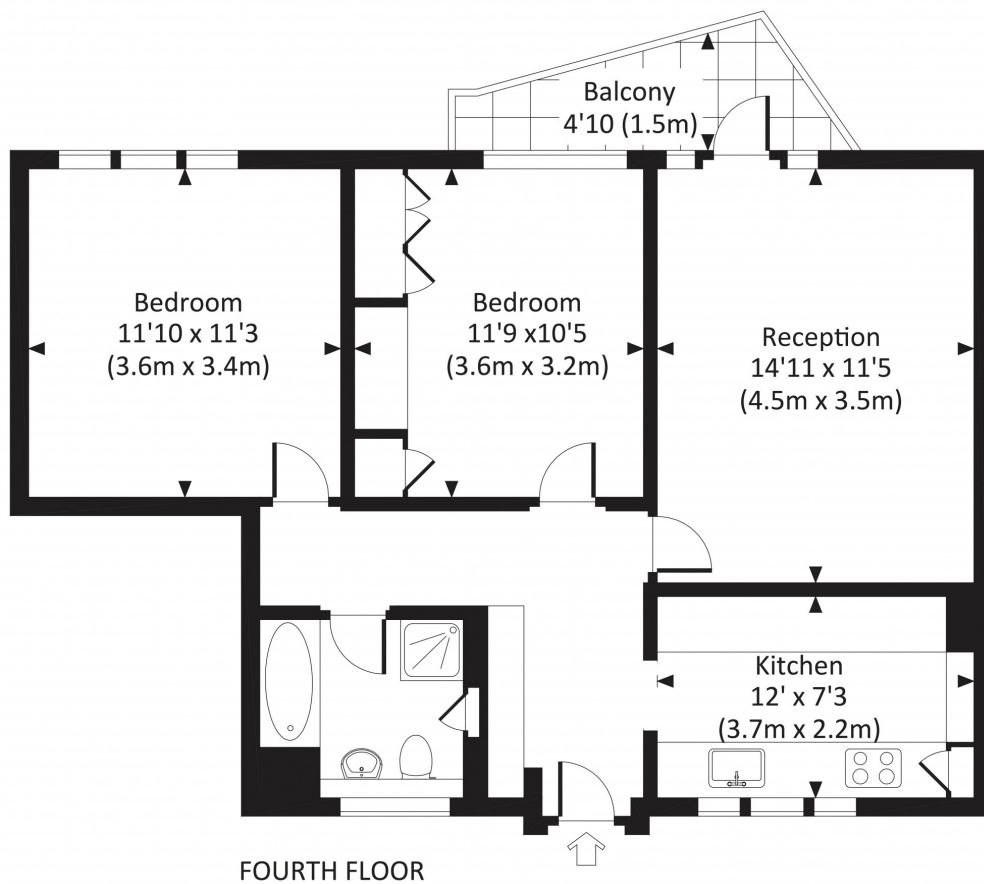 Balcony
4'10 (1.5m)
Bedroom
11'10 x 11'3
(3.6m x 3.4m)
Bedroom
11'9 x10'5
(3.6m x 3.2m)
Reception
14'11 x 11'5
(4.5m x 3.5m)
Kitchen
12' x 7'3
(3.7m x 2.2m)
FOURTH FLOOR